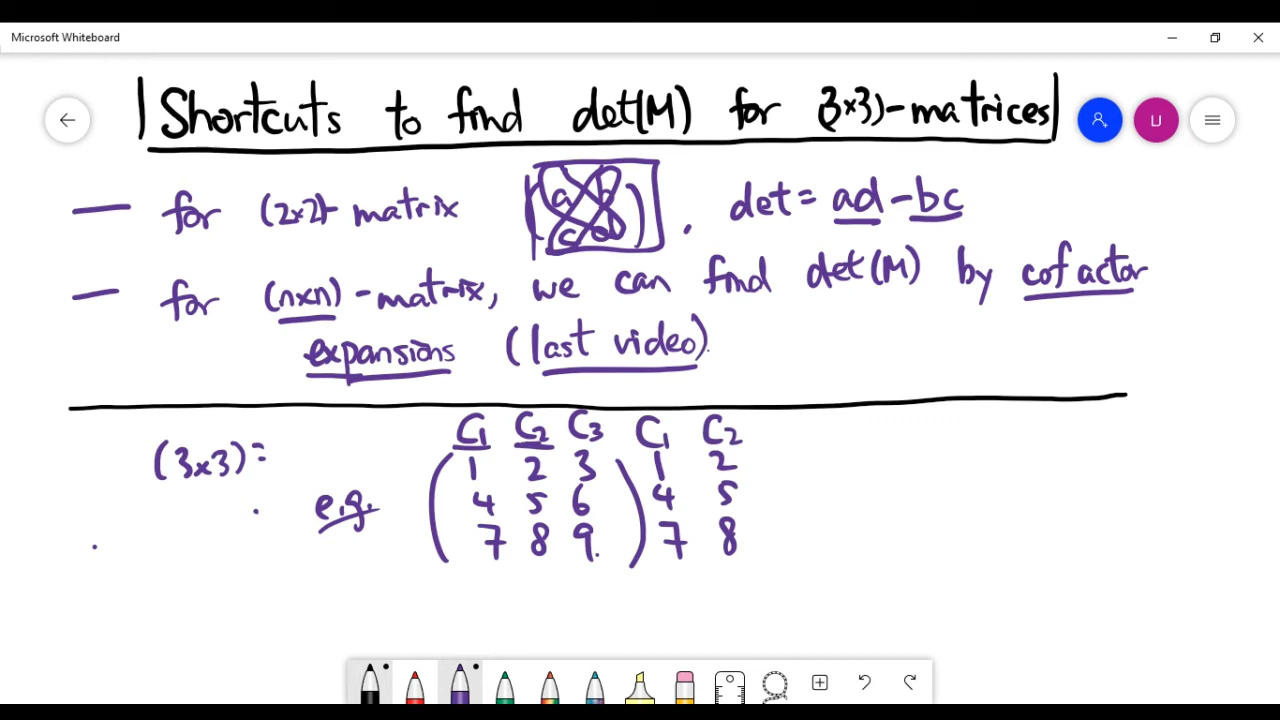 Microsoft Whiteboard
Shortcuts to find det(M) for (3×3)-matrices
U
— for (2×2)-matrix (a b
c d), det = ad - bc
— for (n×n)-matrix, we can find det(M) by cofactor
expansions (last video).
C₁ C₂ C₃ C₁ C₂
(3×3):
e.g. (1 2 3) 1 2
4 5 6 4 5
7 8 9 7 8